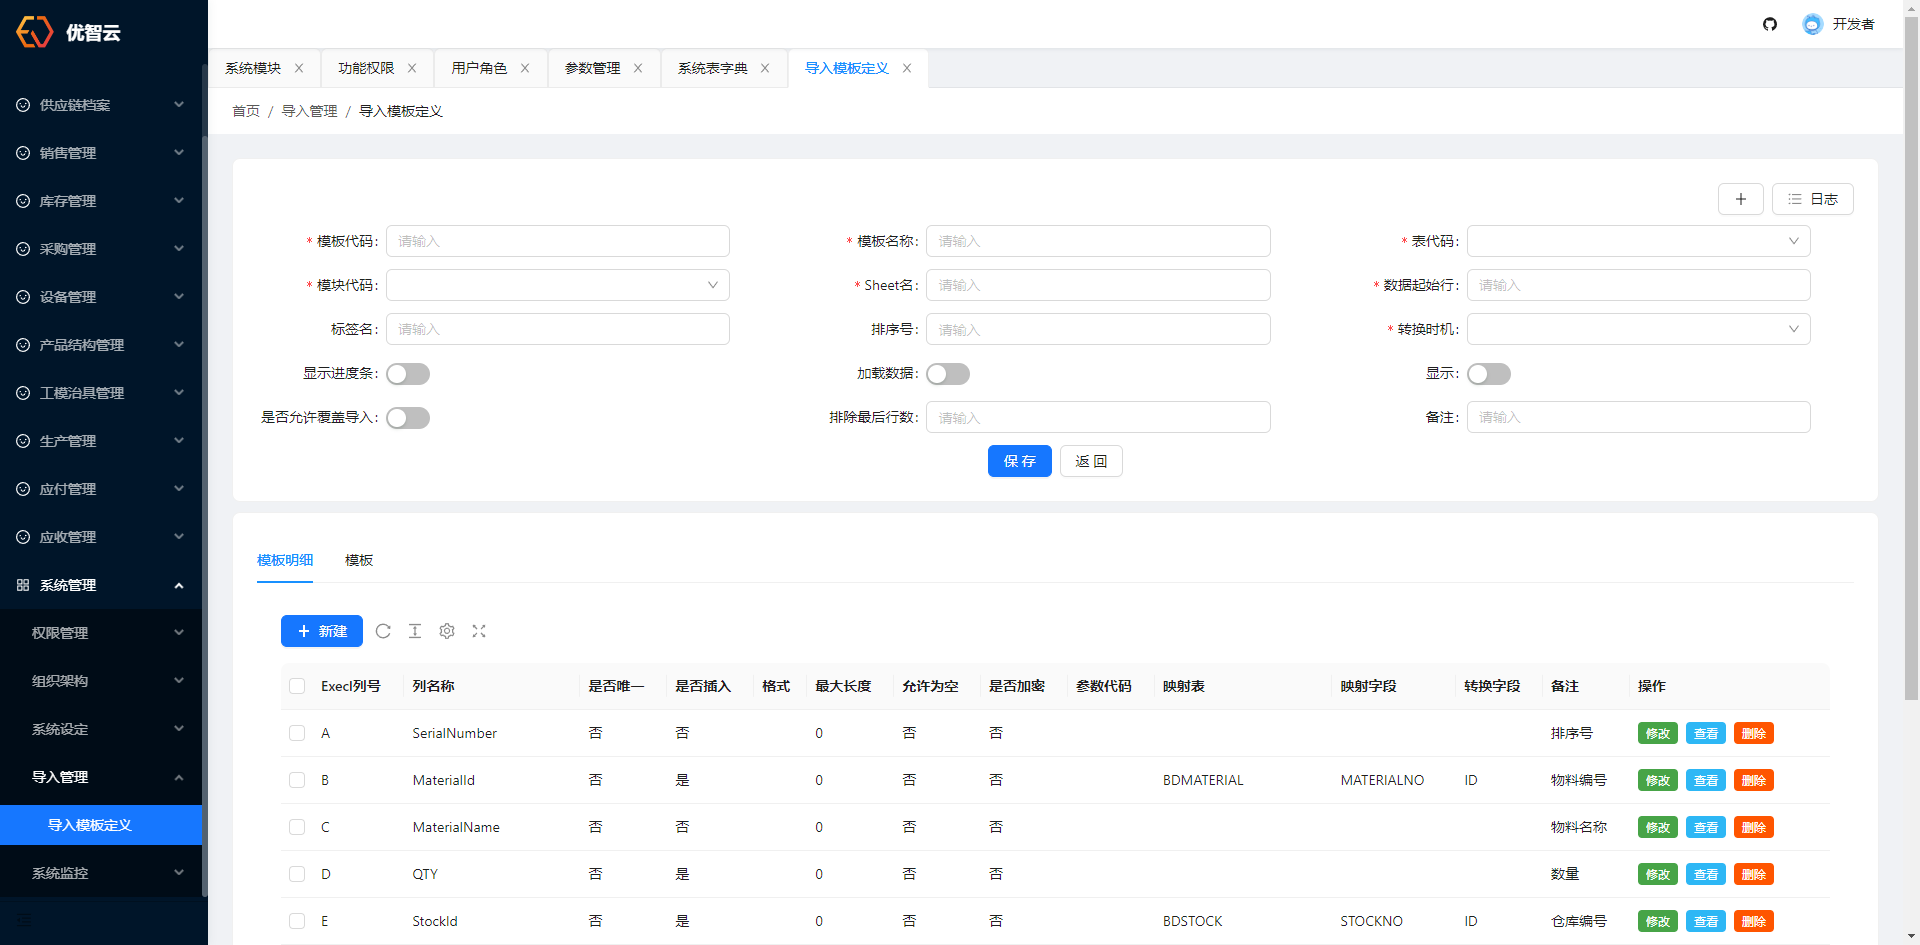 优智云
开发者
系统模块 功能权限 用户角色 参数管理 系统表字典 导入模板定义
首页 / 导入管理 / 导入模板定义
供应链档案
销售管理
库存管理
采购管理
设备管理
产品结构管理
工模治具管理
生产管理
应付管理
应收管理
系统管理
权限管理
组织架构
系统设定
导入管理
导入模板定义
系统监控
日志
* 模板代码: 请输入 * 模板名称: 请输入 * 表代码:
* 模块代码: * Sheet名: 请输入 * 数据起始行: 请输入
标签名: 请输入 排序号: 请输入 * 转换时机:
显示进度条: 加载数据: 显示:
是否允许覆盖导入: 排除最后行数: 请输入 备注: 请输入
保存 返回
模板明细 模板
新建
Execl列号 列名称 是否唯一 是否插入 格式 最大长度 允许为空 是否加密 参数代码 映射表 映射字段 转换字段 备注 操作
A SerialNumber 否 否 0 否 否 排序号 修改 查看 删除
B MaterialId 否 是 0 否 否 BDMATERIAL MATERIALNO ID 物料编号 修改 查看 删除
C MaterialName 否 否 0 否 否 物料名称 修改 查看 删除
D QTY 否 是 0 否 否 数量 修改 查看 删除
E StockId 否 是 0 否 否 BDSTOCK STOCKNO ID 仓库编号 修改 查看 删除